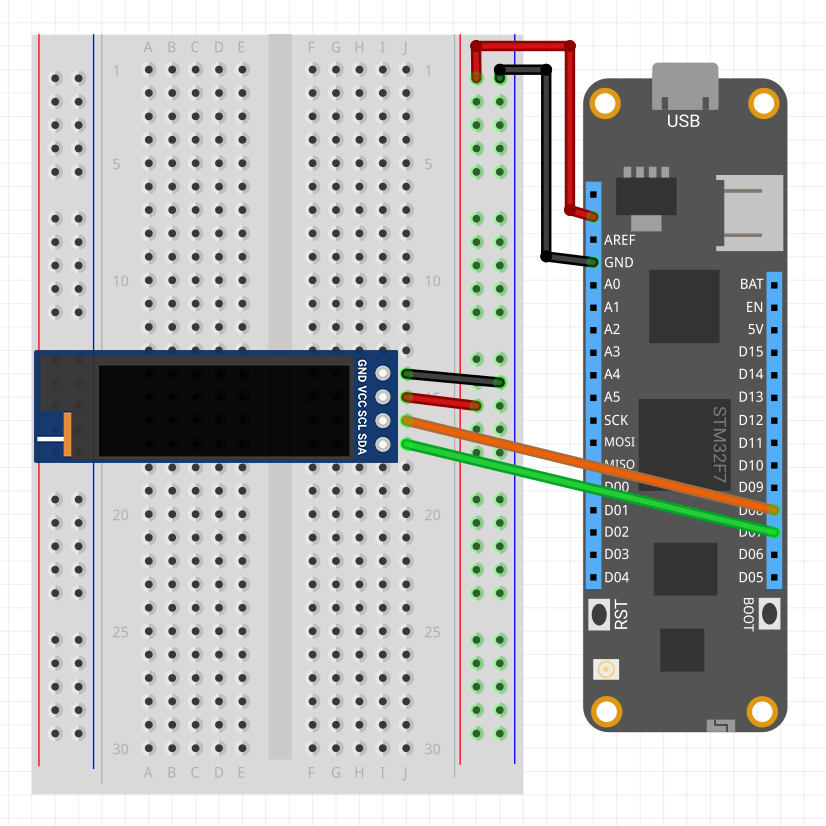 A B C D E F G H I J
1 1
5 5
10 10
15
20 20
25 25
30 30
A B C D E F G H I J
GND VCC SCL SDA
USB
AREF
GND
A0 BAT
A1 EN
A2 5V
A3 D15
A4 D14
A5 D13
SCK D12
MOSI D11
MISO D10
D00 D09
D01 D08
D02 D07
D03 D06
D04 D05
STM32F7
RST
BOOT